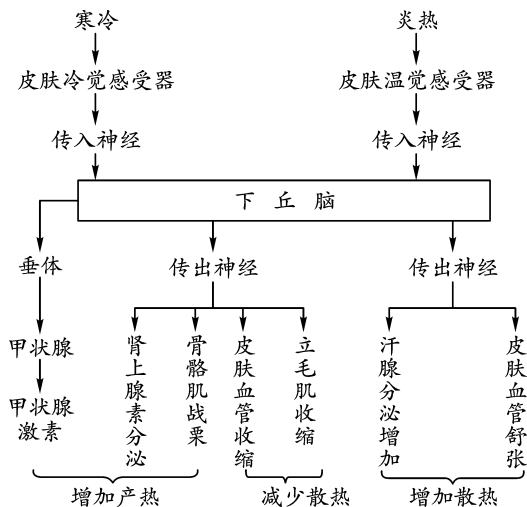 寒冷
炎热
皮肤冷觉感受器
皮肤温觉感受器
传入神经
传入神经
下丘脑
垂体
传出神经
传出神经
甲状腺
甲状腺
激素
肾上腺素分泌
骨骼肌战栗
皮肤血管收缩
立毛肌收缩
汗腺分泌增加
皮肤血管舒张
增加产热
减少散热
增加散热